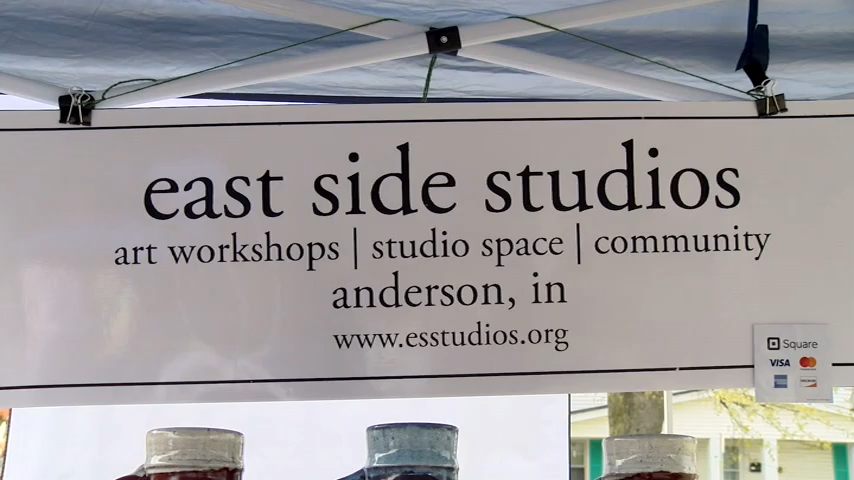 east side studios
art workshops | studio space | community
anderson, in
www.esstudios.org
Square
VISA